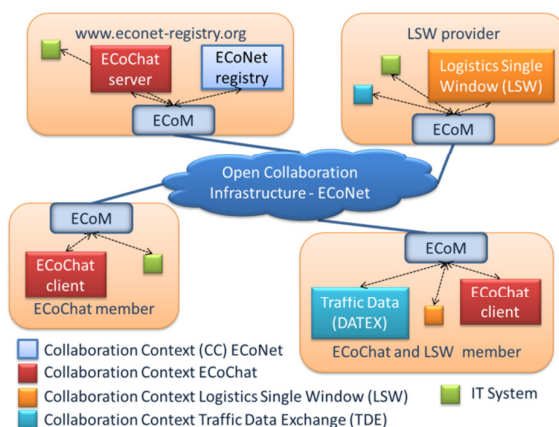 www.econet-registry.org
ECoChat
server
ECoNet
registry
ECoM
LSW provider
Logistics Single
Window (LSW)
ECoM
Open Collaboration
Infrastructure - ECoNet
ECoM
ECoChat
client
ECoChat member
ECoM
Traffic Data
(DATEX)
ECoChat
client
ECoChat and LSW member
Collaboration Context (CC) ECoNet
Collaboration Context ECoChat
Collaboration Context Logistics Single Window (LSW)
Collaboration Context Traffic Data Exchange (TDE)
IT System